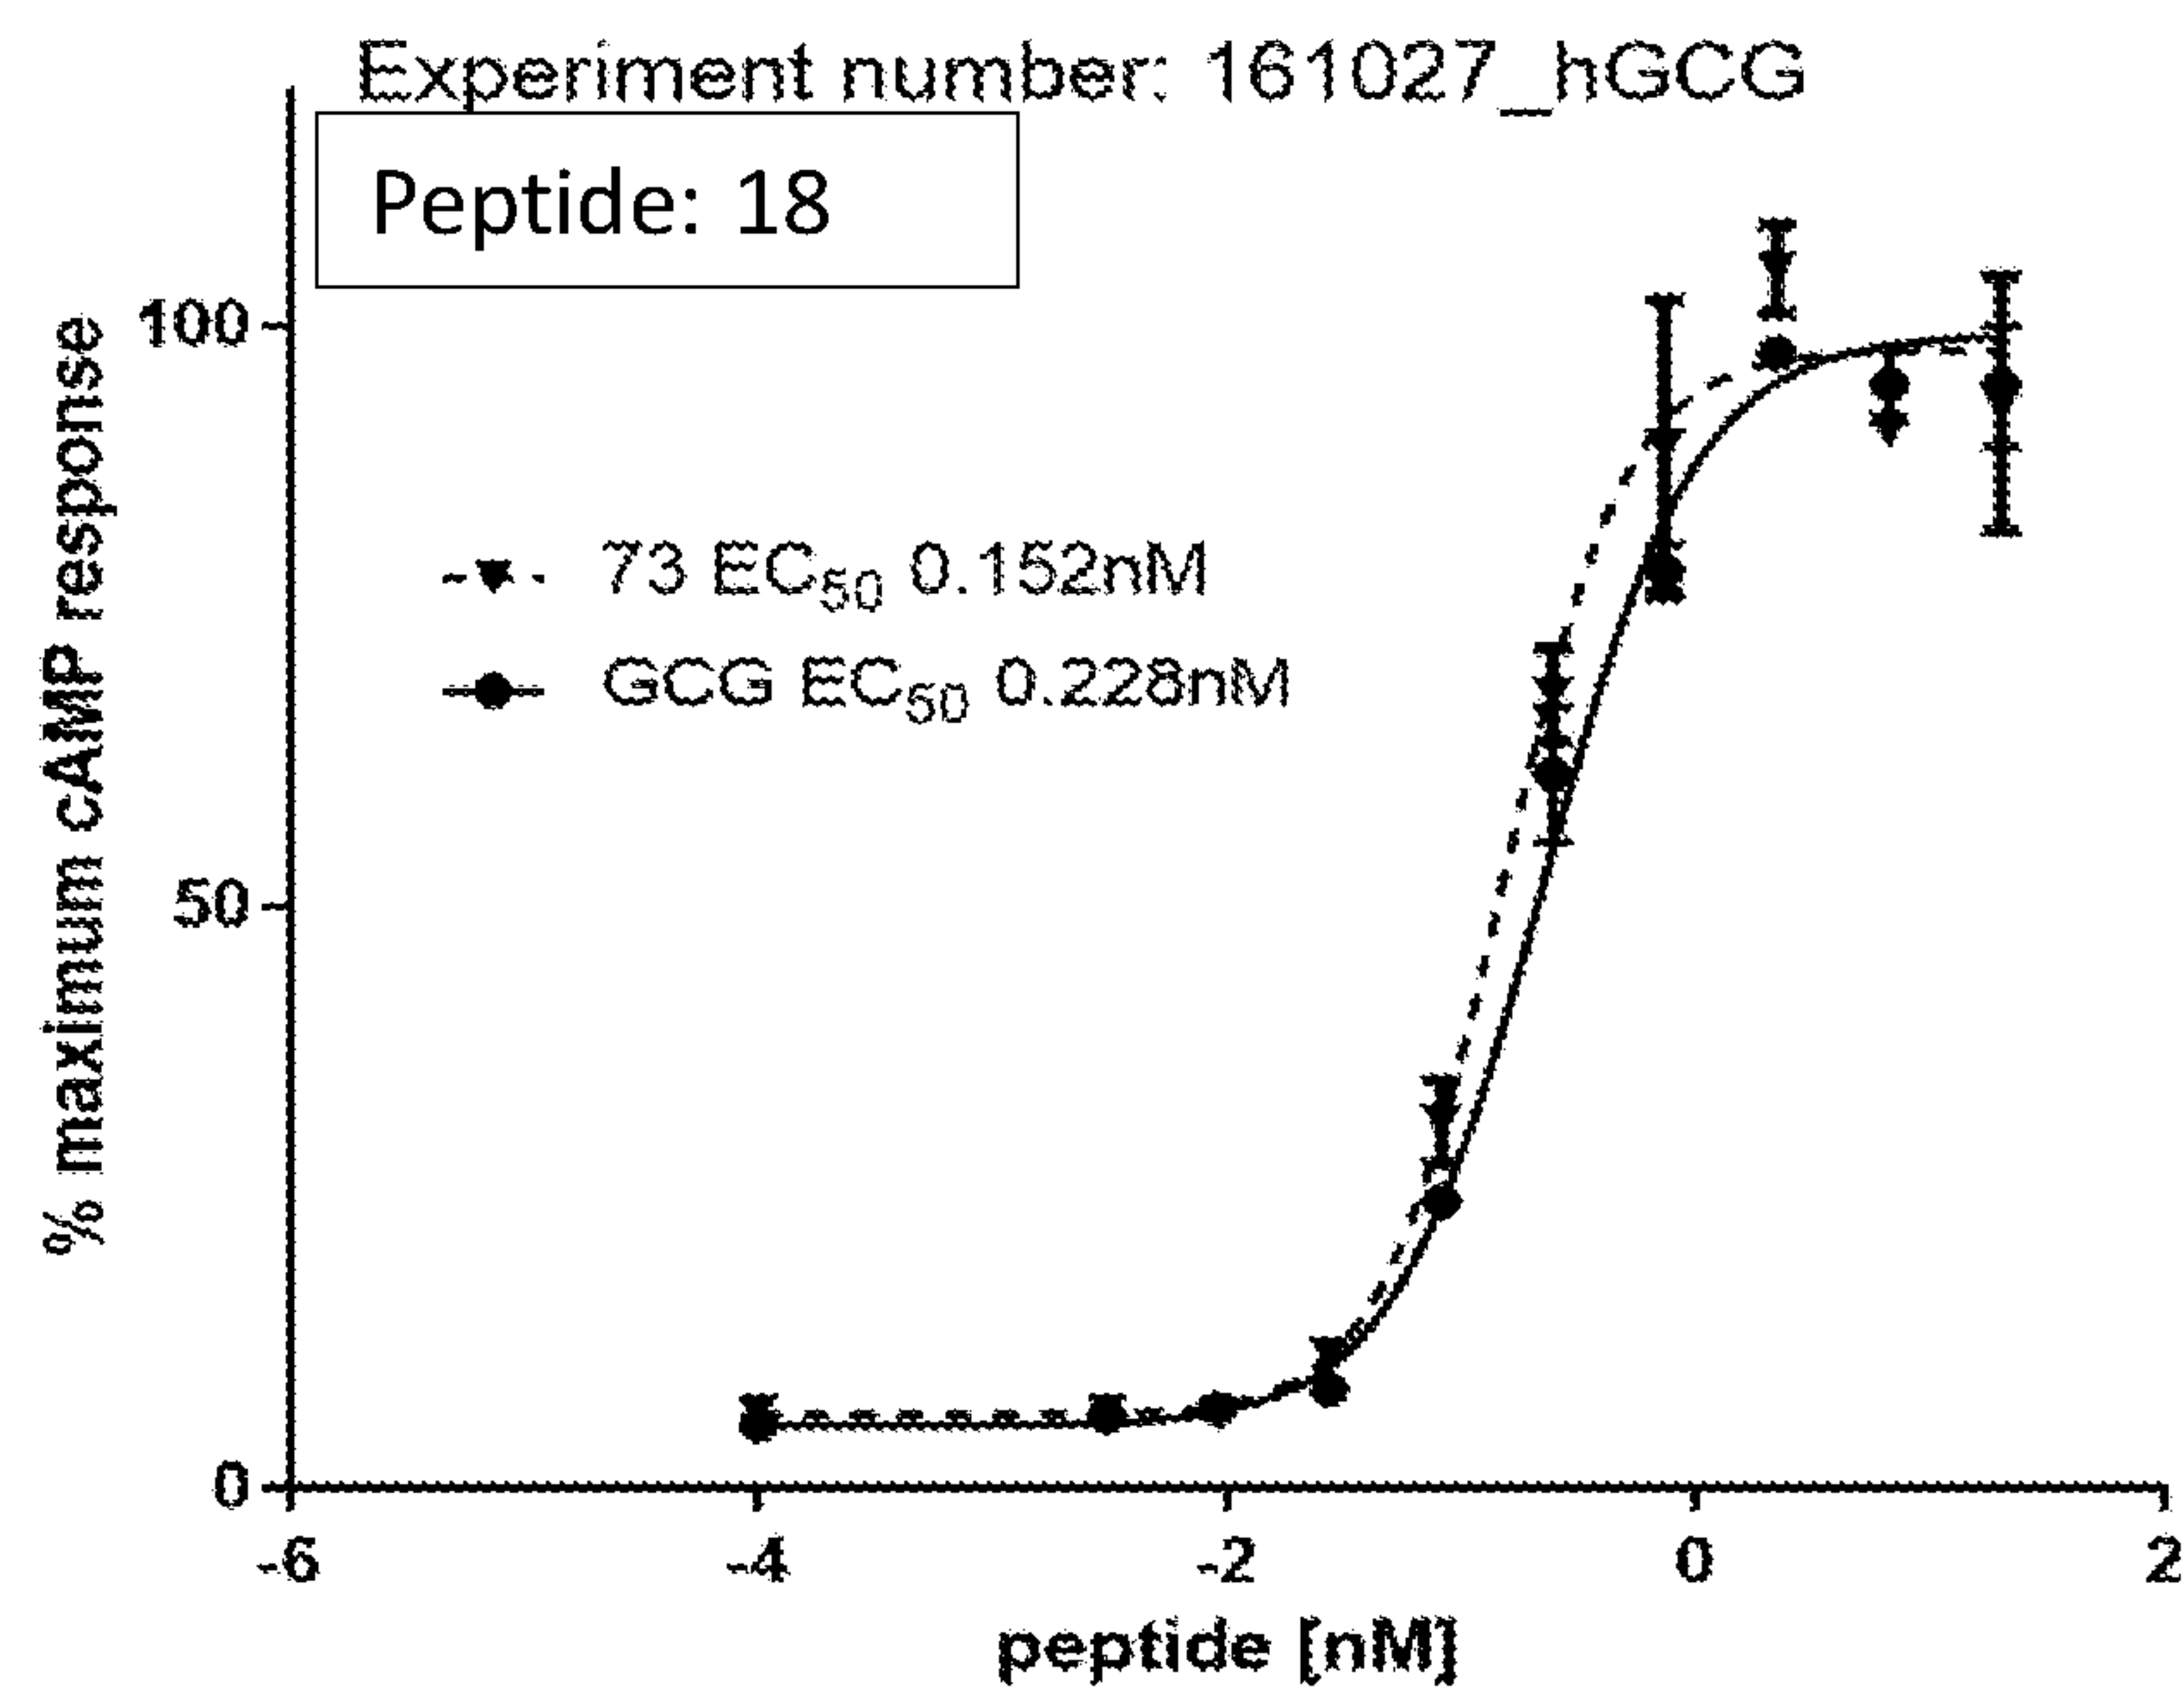 Experiment number: 161027_hGCG
Peptide: 18
% maximum cAMP response
100
50
0
73 EC50 0.152nM
GCG EC50 0.228nM
-6
-4
-2
0
2
peptide [nM]